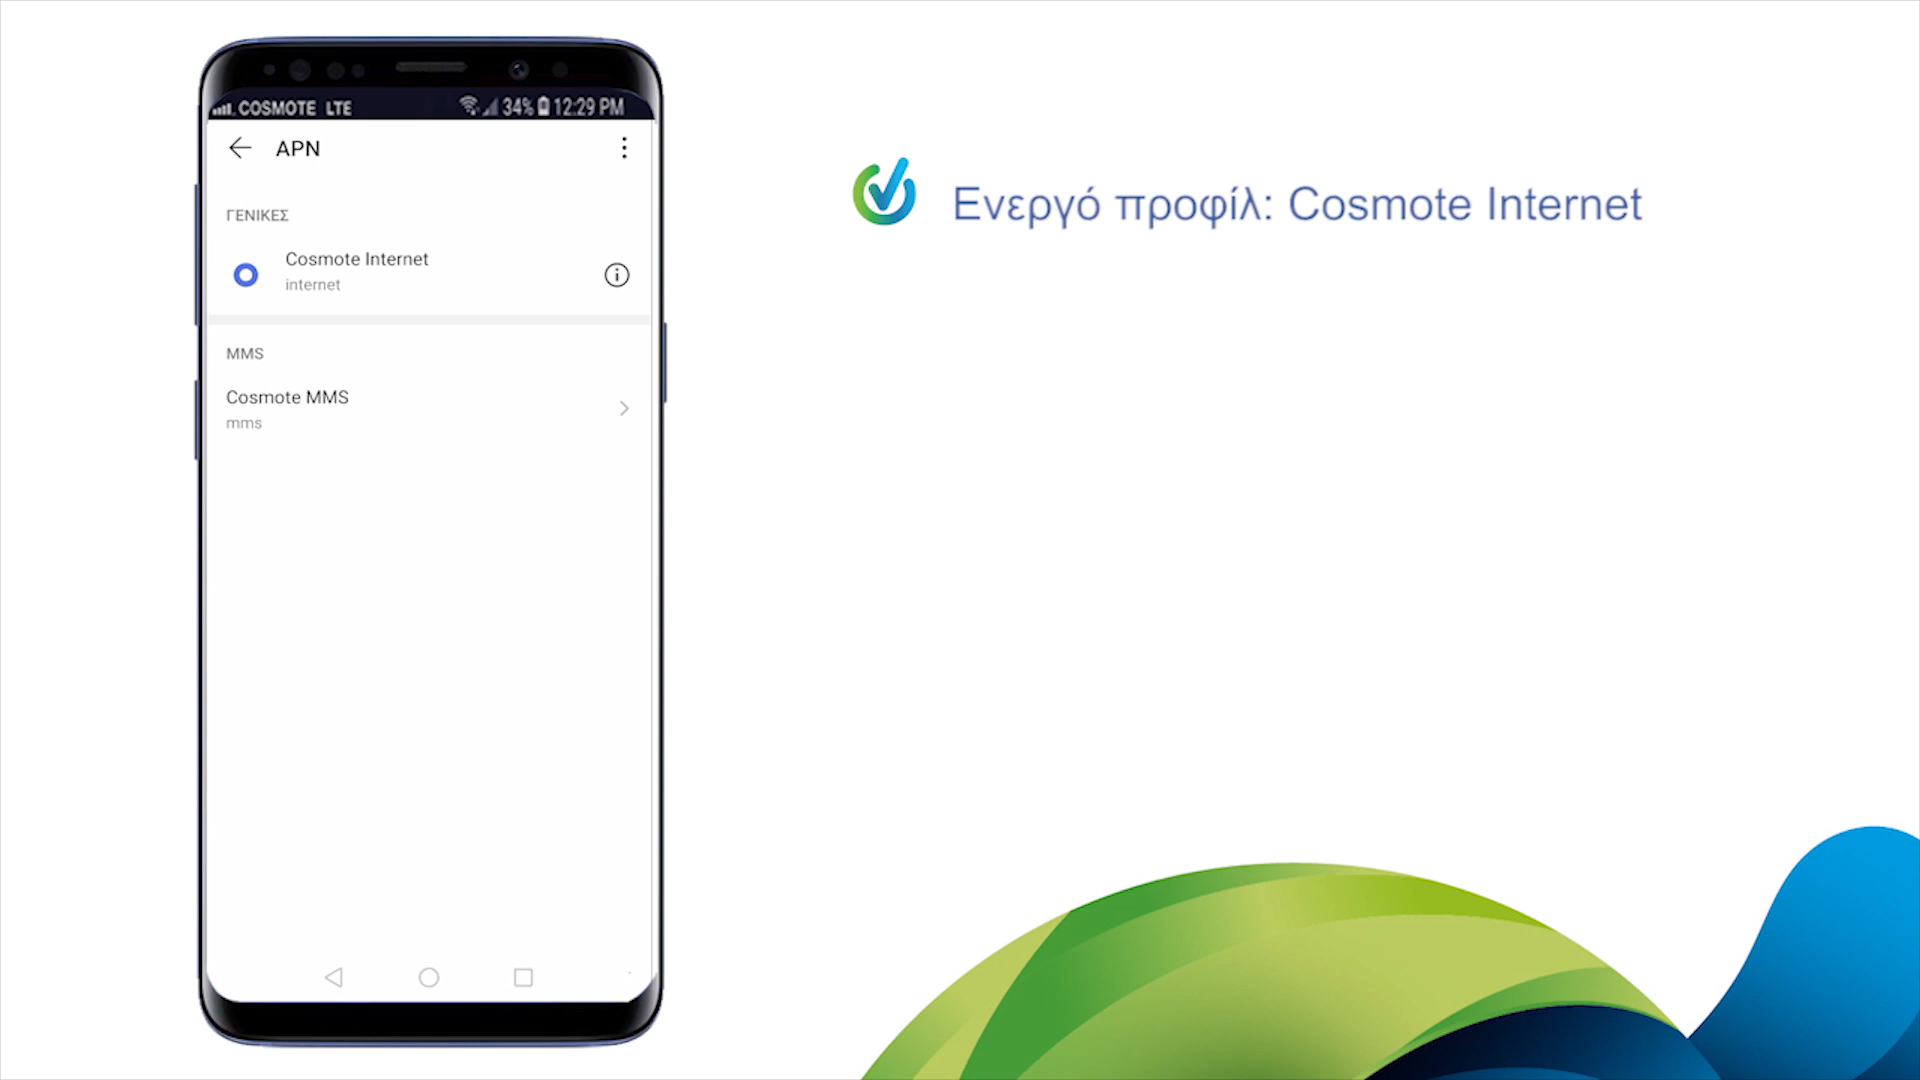 COSMOTE LTE 34% 12:29 PM
APN
ΓΕΝΙΚΕΣ
Cosmote Internet
internet
MMS
Cosmote MMS
mms
Ενεργό προφίλ: Cosmote Internet